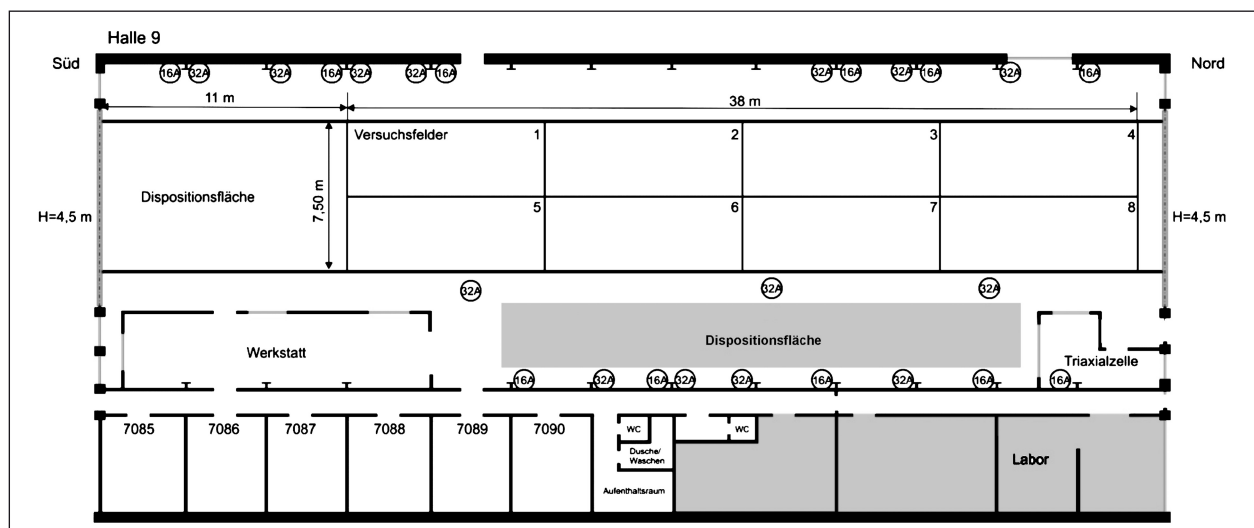 Halle 9
Süd
Nord
16A 32A 32A 16A 32A 32A 16A 32A 16A 32A 16A 32A 16A
11 m
38 m
Versuchsfelder
1
2
3
4
Dispositionsfläche
7,50 m
H=4,5 m
H=4,5 m
5
6
7
8
32A
32A
32A
Dispositionsfläche
Werkstatt
Triaxialzelle
16A 32A 16A 32A 32A 16A 32A 16A 16A
7085
7086
7087
7088
7089
7090
WC
WC
Dusche/
Waschen
Labor
Aufenthaltsraum